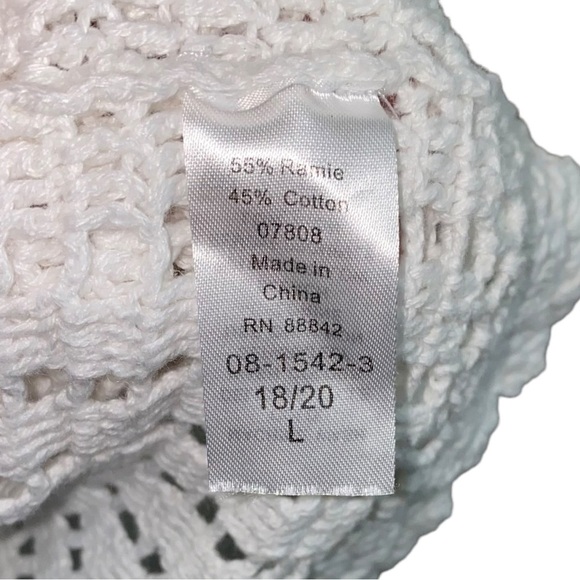 55% Ramie
45% Cotton
07808
Made in
China
RN 88842
08-1542-3
18/20
L